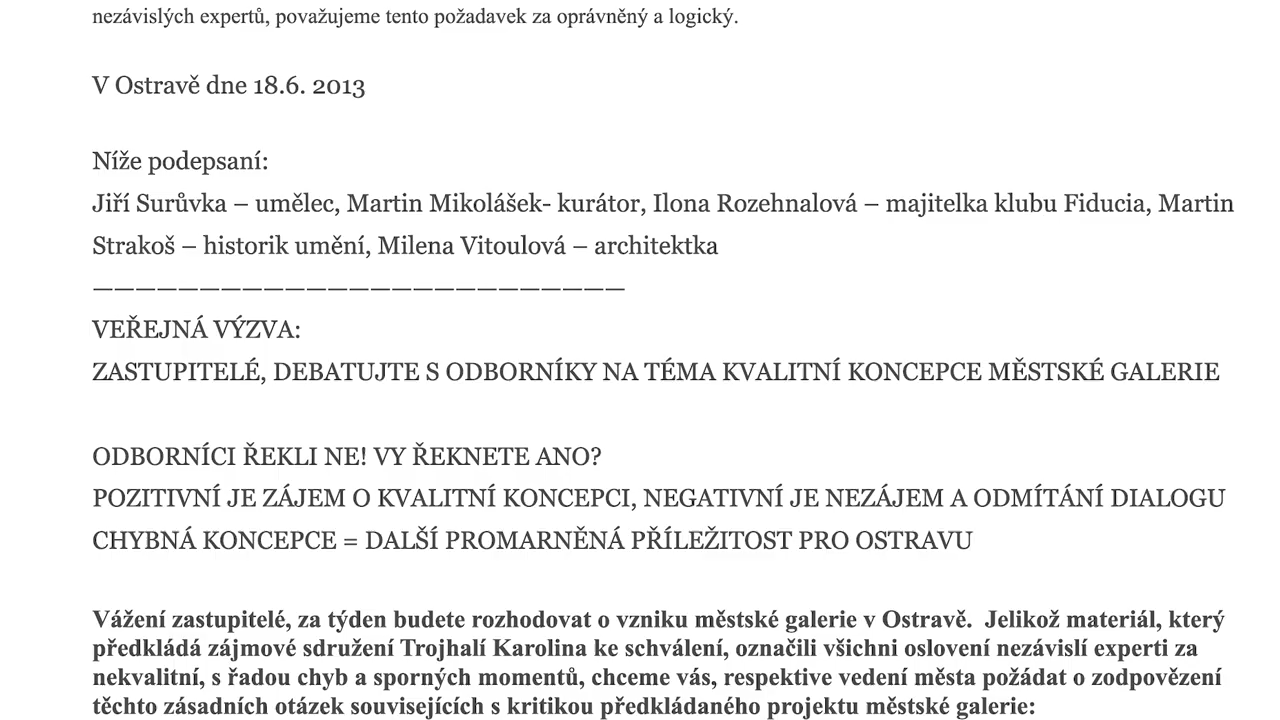 nezávislých expertů, považujeme tento požadavek za oprávněný a logický.
V Ostravě dne 18.6. 2013
Níže podepsaní:
Jiří Surůvka – umělec, Martin Mikolášek- kurátor, Ilona Rozehnalová – majitelka klubu Fiducia, Martin
Strakoš – historik umění, Milena Vitoulová – architektka
—————————————————————————
VEŘEJNÁ VÝZVA:
ZASTUPITELÉ, DEBATUJTE S ODBORNÍKY NA TÉMA KVALITNÍ KONCEPCE MĚSTSKÉ GALERIE
ODBORNÍCI ŘEKLI NE! VY ŘEKNETE ANO?
POZITIVNÍ JE ZÁJEM O KVALITNÍ KONCEPCI, NEGATIVNÍ JE NEZÁJEM A ODMÍTÁNÍ DIALOGU
CHYBNÁ KONCEPCE = DALŠÍ PROMARNĚNÁ PŘÍLEŽITOST PRO OSTRAVU
Vážení zastupitelé, za týden budete rozhodovat o vzniku městské galerie v Ostravě. Jelikož materiál, který
předkládá zájmové sdružení Trojhalí Karolina ke schválení, označili všichni oslovení nezávislí experti za
nekvalitní, s řadou chyb a sporných momentů, chceme vás, respektive vedení města požádat o zodpovězení
těchto zásadních otázek souvisejících s kritikou předkládaného projektu městské galerie: